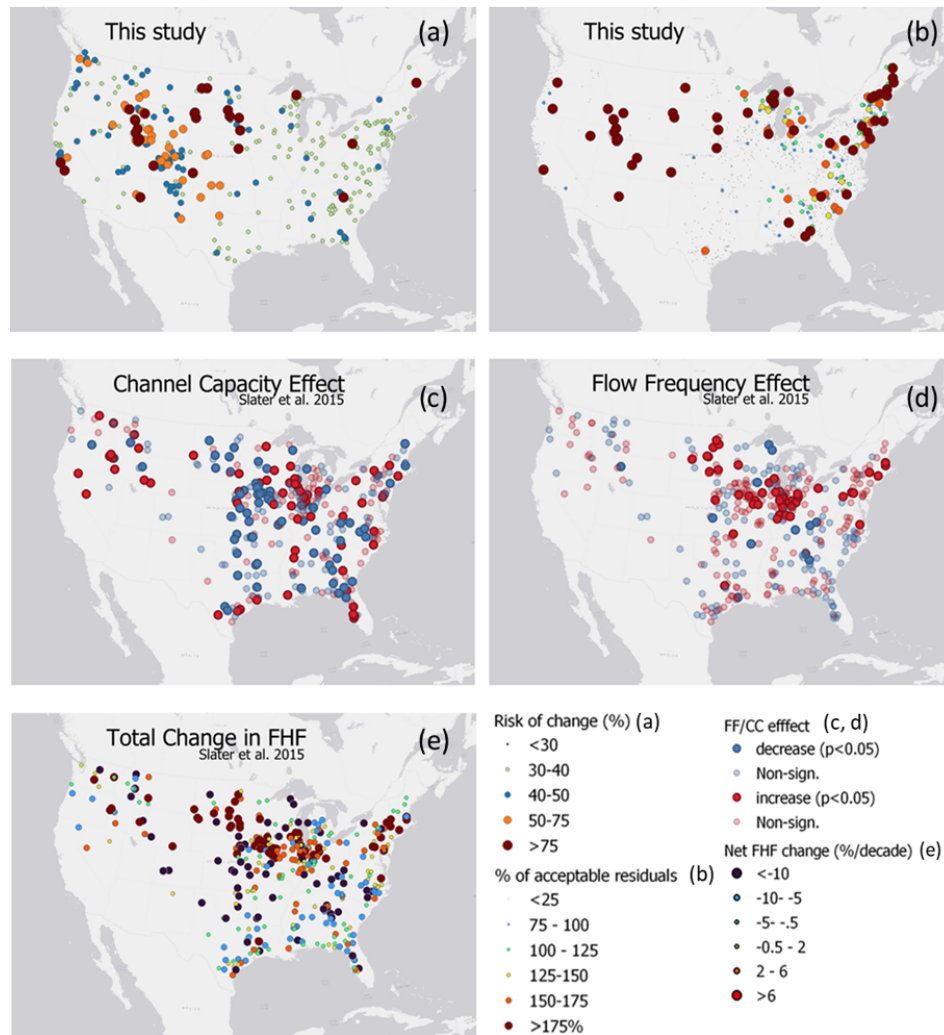 This study (a)
This study (b)
Channel Capacity Effect
Slater et al. 2015 (c)
Flow Frequency Effect (d)
Slater et al. 2015
Total Change in FHF (e)
Slater et al. 2015
Risk of change (%) (a)
<30
30-40
40-50
50-75
>75
% of acceptable residuals (b)
<25
75 - 100
100 - 125
125-150
150-175
>175%
FF/CC efffect (c, d)
decrease (p<0.05)
Non-sign.
increase (p<0.05)
Non-sign.
Net FHF change (%/decade) (e)
<-10
-10- -5
-5- -.5
-0.5 - 2
2 - 6
>6